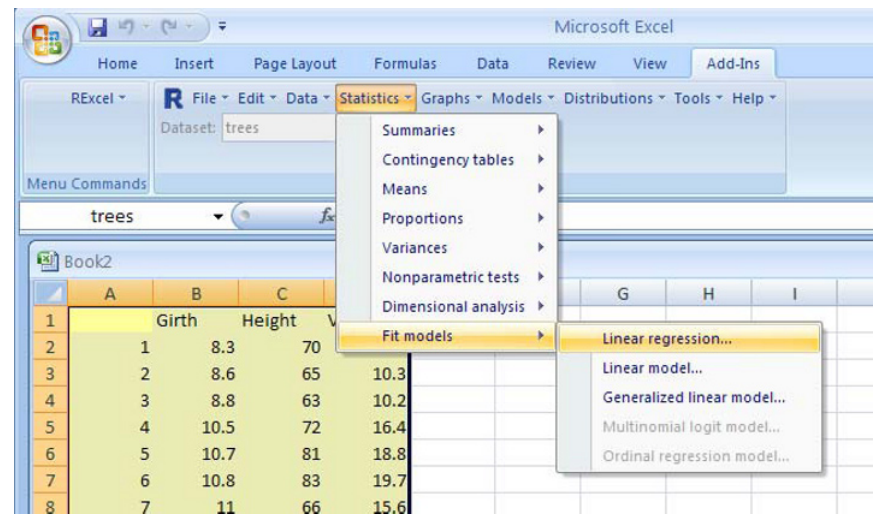 Microsoft Excel
Home Insert Page Layout Formulas Data Review View Add-Ins
RExcel R File Edit Data Statistics Graphs Models Distributions Tools Help
Dataset: trees
Menu Commands
Summaries
Contingency tables
Means
Proportions
Variances
Nonparametric tests
Dimensional analysis
Fit models
Linear regression...
Linear model...
Generalized linear model...
Multinomial logit model...
Ordinal regression model...
trees fx
Book2
A B C G H I
1 Girth Height V
2 1 8.3 70
3 2 8.6 65 10.3
4 3 8.8 63 10.2
5 4 10.5 72 16.4
6 5 10.7 81 18.8
7 6 10.8 83 19.7
8 7 11 66 15.6